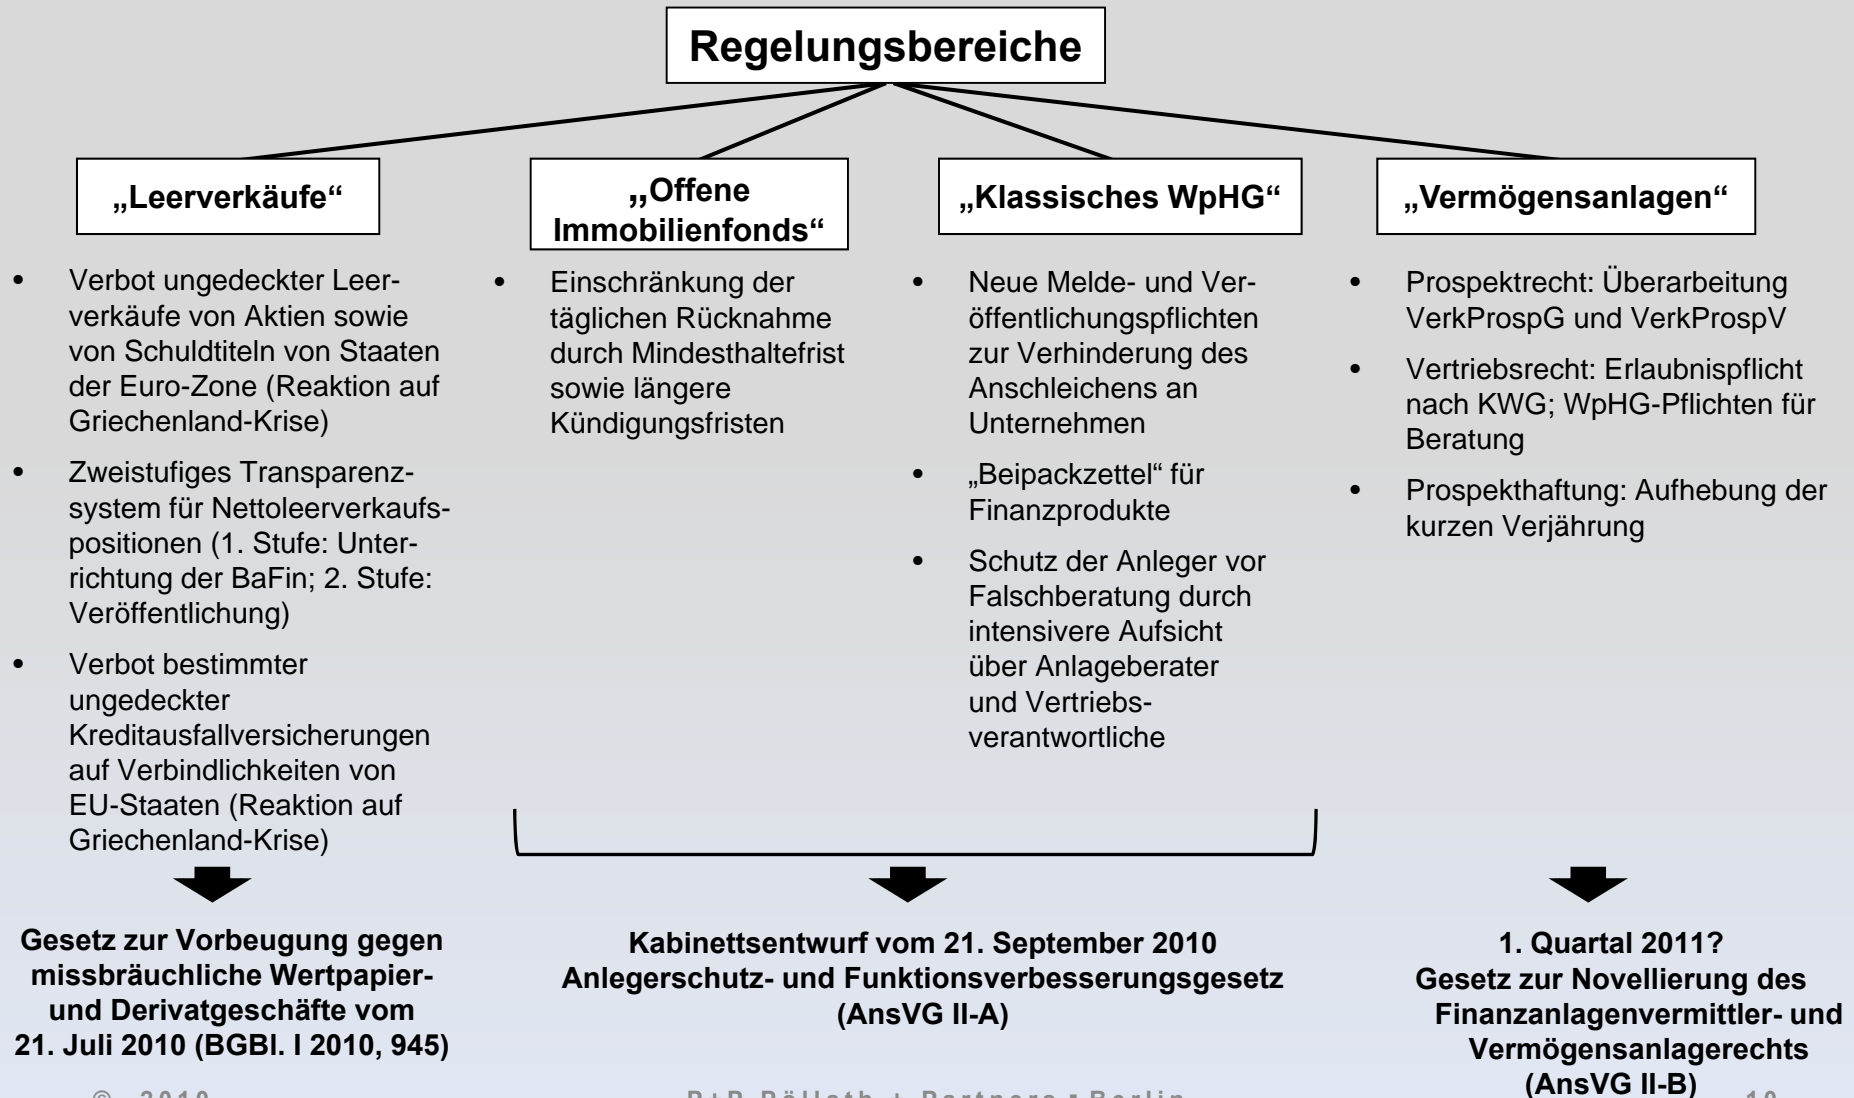 Regelungsbereiche
„Leerverkäufe“
• Verbot ungedeckter Leer-
verkäufe von Aktien sowie
von Schuldtiteln von Staaten
der Euro-Zone (Reaktion auf
Griechenland-Krise)
• Zweistufiges Transparenz-
system für Nettoleerverkaufs-
positionen (1. Stufe: Unter-
richtung der BaFin; 2. Stufe:
Veröffentlichung)
• Verbot bestimmter
ungedeckter
Kreditausfallversicherungen
auf Verbindlichkeiten von
EU-Staaten (Reaktion auf
Griechenland-Krise)
Gesetz zur Vorbeugung gegen
missbräuchliche Wertpapier-
und Derivatgeschäfte vom
21. Juli 2010 (BGBl. I 2010, 945)
„Offene
Immobilienfonds“
• Einschränkung der
täglichen Rücknahme
durch Mindesthaltefrist
sowie längere
Kündigungsfristen
„Klassisches WpHG“
• Neue Melde- und Ver-
öffentlichungspflichten
zur Verhinderung des
Anschleichens an
Unternehmen
• „Beipackzettel“ für
Finanzprodukte
• Schutz der Anleger vor
Falschberatung durch
intensivere Aufsicht
über Anlageberater
und Vertriebs-
verantwortliche
Kabinettsentwurf vom 21. September 2010
Anlegerschutz- und Funktionsverbesserungsgesetz
(AnsVG II-A)
„Vermögensanlagen“
• Prospektrecht: Überarbeitung
VerkProspG und VerkProspV
• Vertriebsrecht: Erlaubnispflicht
nach KWG; WpHG-Pflichten für
Beratung
• Prospekthaftung: Aufhebung der
kurzen Verjährung
1. Quartal 2011?
Gesetz zur Novellierung des
Finanzanlagenvermittler- und
Vermögensanlagerechts
(AnsVG II-B)
© 2010
P+P Pöllath + Partners ▪ Berlin
10